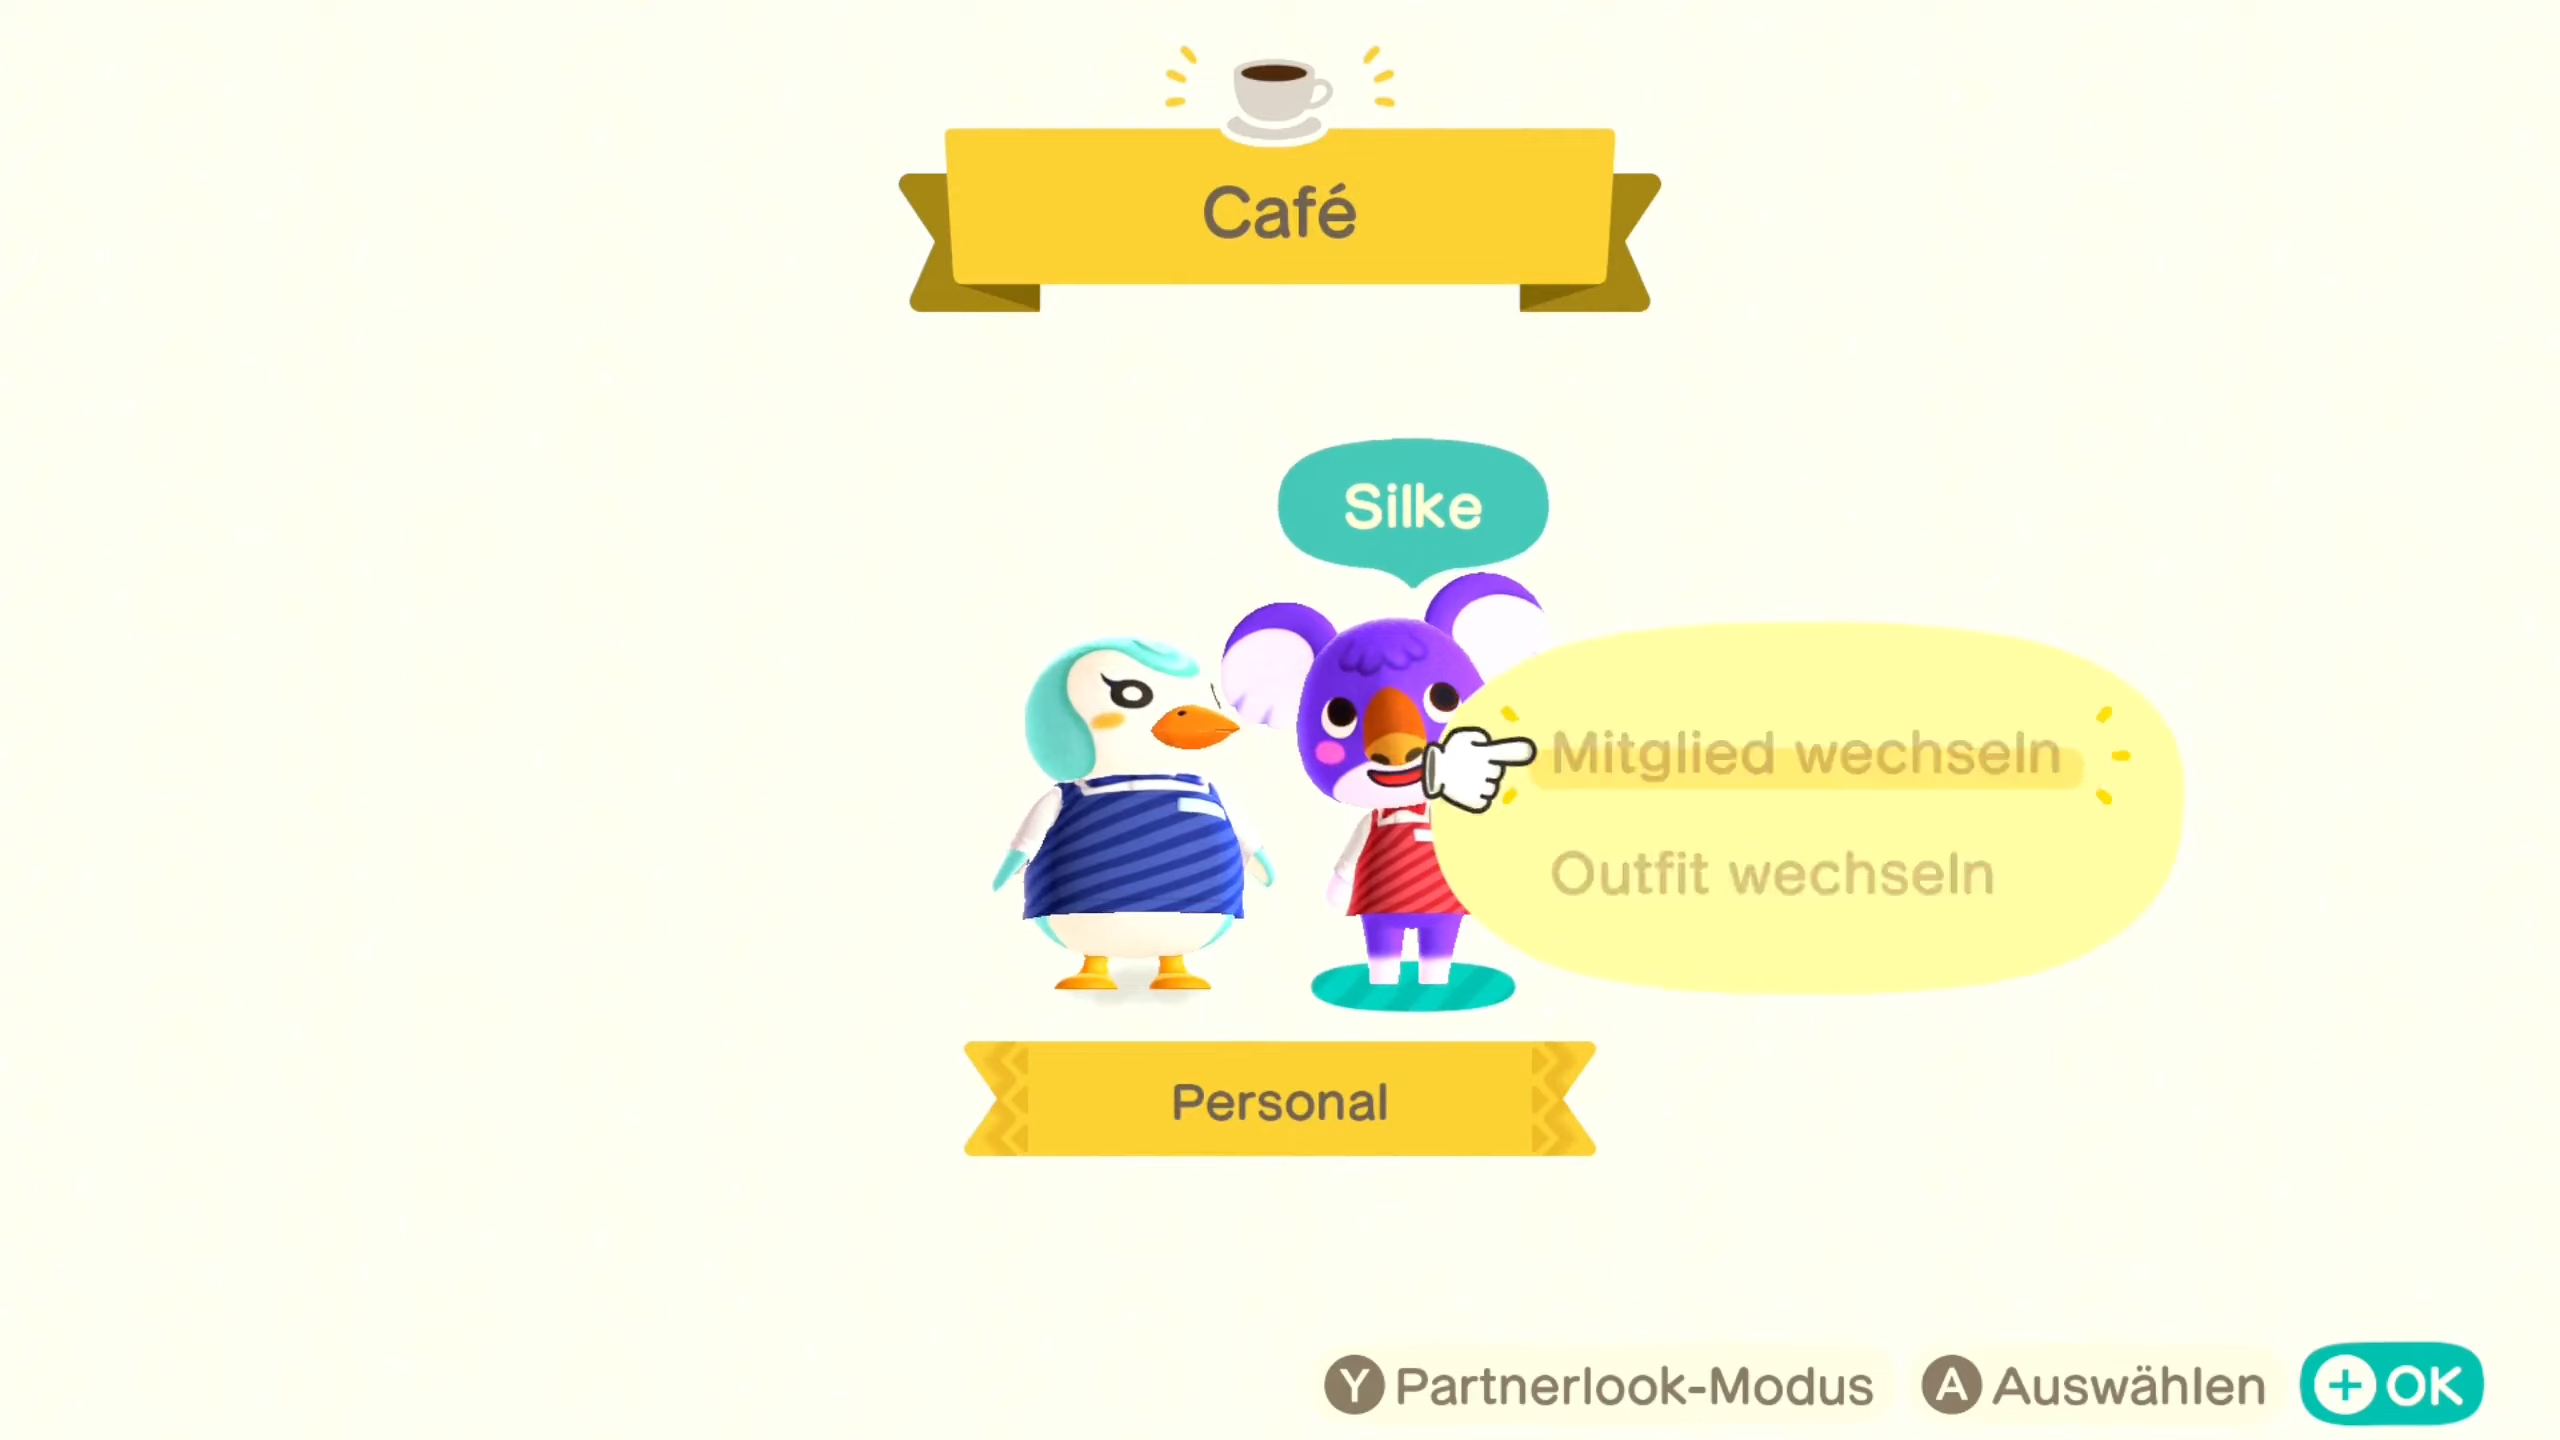 Café
Silke
Mitglied wechseln
Outfit wechseln
Personal
Y Partnerlook-Modus A Auswählen + OK